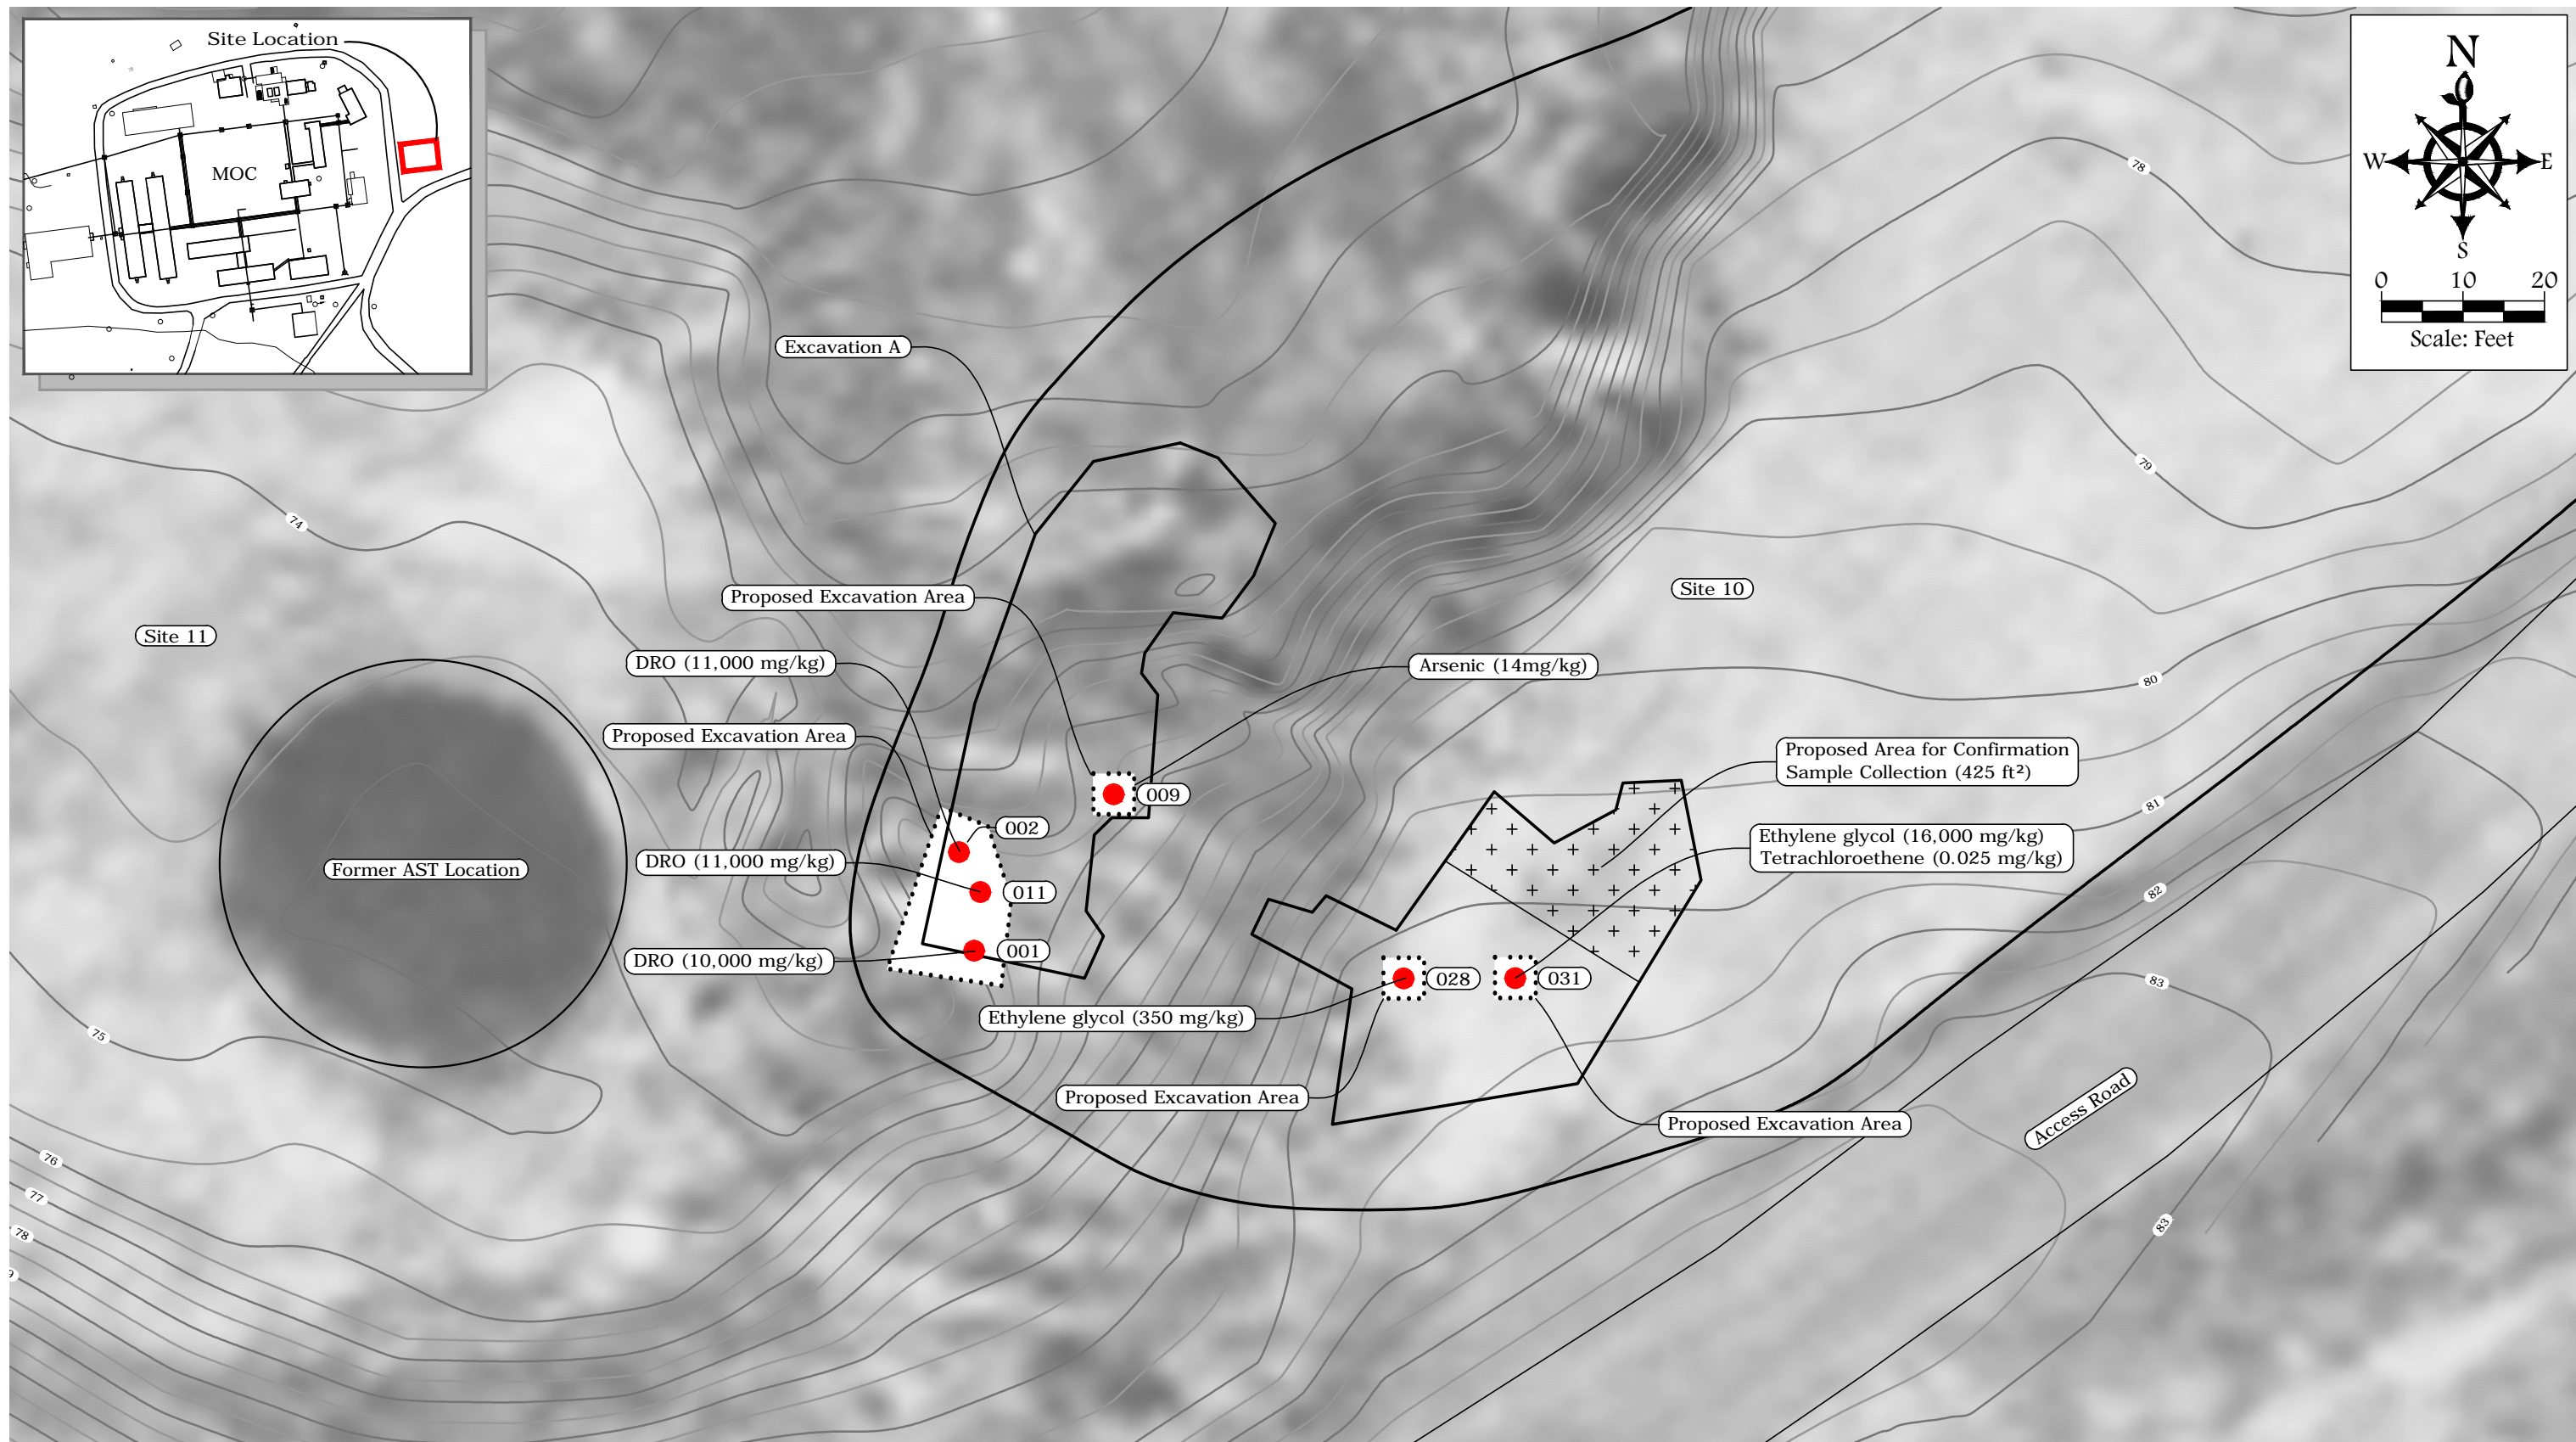 Site Location
MOC
N
W
E
S
0 10 20
Scale: Feet
78
Excavation A
79
74
Site 10
Proposed Excavation Area
Site 11
DRO (11,000 mg/kg)
Arsenic (14mg/kg)
80
Proposed Excavation Area
Proposed Area for Confirmation
Sample Collection (425 ft²)
009
81
002
Ethylene glycol (16,000 mg/kg)
Tetrachloroethene (0.025 mg/kg)
DRO (11,000 mg/kg)
Former AST Location
011
82
001
DRO (10,000 mg/kg)
028
031
83
Ethylene glycol (350 mg/kg)
75
Proposed Excavation Area
Access Road
Proposed Excavation Area
76
77
83
78
9